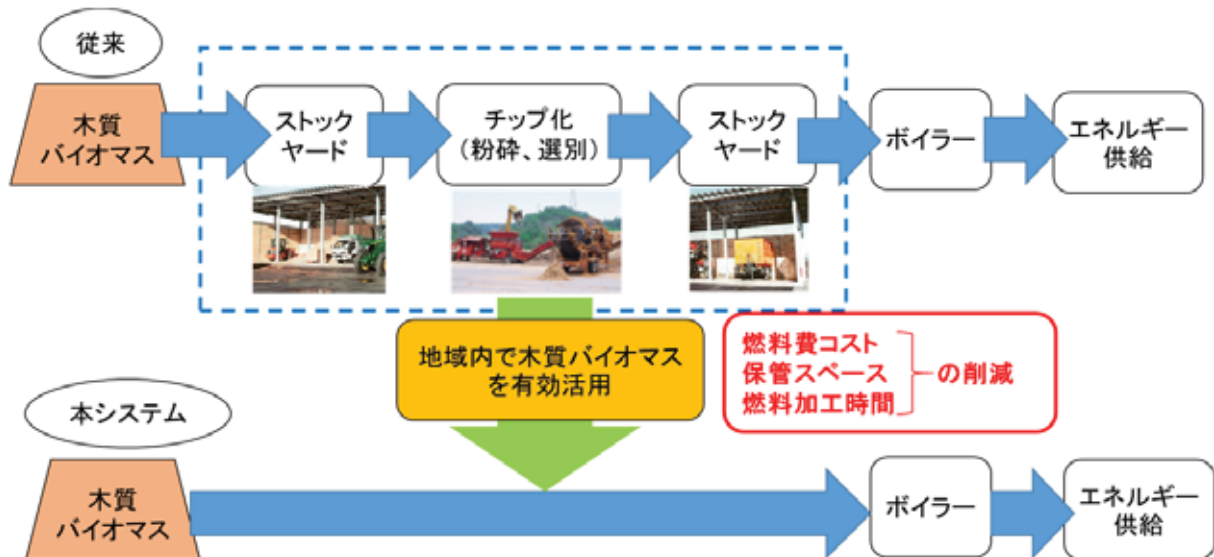 従来
木質
バイオマス
ストック
ヤード
チップ化
(粉砕、選別)
ストック
ヤード
ボイラー
エネルギー
供給
地域内で木質バイオマス
を有効活用
燃料費コスト
保管スペース
燃料加工時間
の削減
本システム
木質
バイオマス
ボイラー
エネルギー
供給